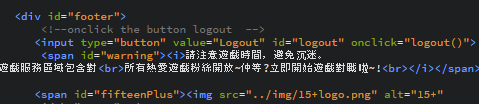 <div id="footer">
<!--onclick the button logout  -->
<input type="button" value="Logout" id="logout" onclick="logout()">
<span id="warning"><i>請注意遊戲時間，避免沉迷。
遊戲服務區域包含對<br>所有熱愛遊戲粉絲開放~仲等?立即開始遊戲對戰啦~!<br></i></span>
<span id="fifteenPlus"><img src="../img/15+logo.png" alt="15+"